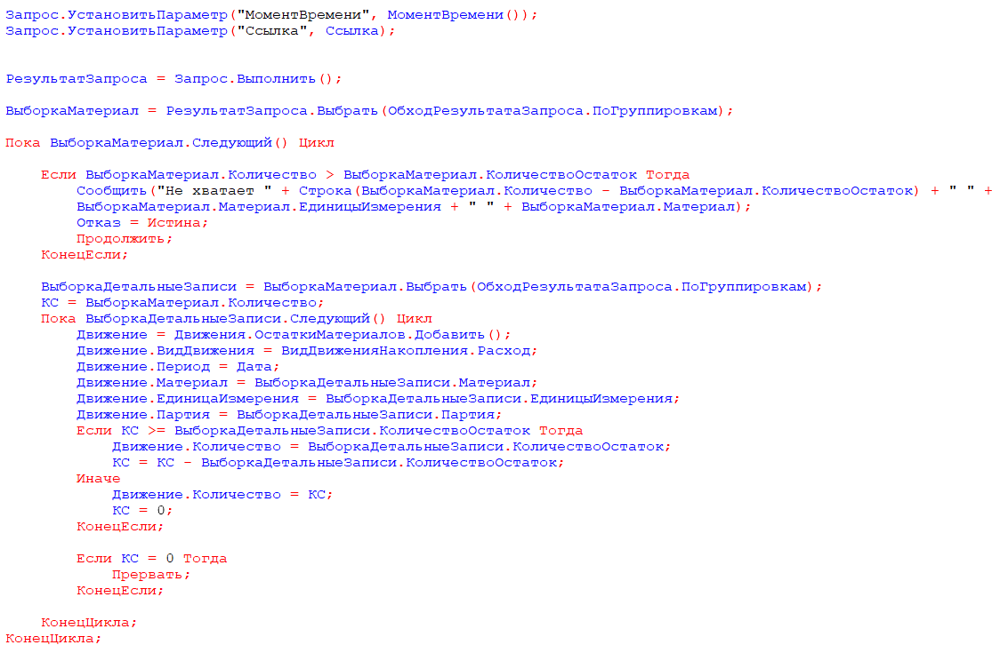 Запрос.УстановитьПараметр("МоментВремени", МоментВремени());
Запрос.УстановитьПараметр("Ссылка", Ссылка);
РезультатЗапроса = Запрос.Выполнить();
ВыборкаМатериал = РезультатЗапроса.Выбрать(ОбходРезультатаЗапроса.ПоГруппировкам);
Пока ВыборкаМатериал.Следующий() Цикл
Если ВыборкаМатериал.Количество > ВыборкаМатериал.КоличествоОстаток Тогда
Сообщить("Не хватает " + Строка(ВыборкаМатериал.Количество - ВыборкаМатериал.КоличествоОстаток) + " " +
ВыборкаМатериал.Материал.ЕдиницыИзмерения + " " + ВыборкаМатериал.Материал);
Отказ = Истина;
Продолжить;
КонецЕсли;
ВыборкаДетальныеЗаписи = ВыборкаМатериал.Выбрать(ОбходРезультатаЗапроса.ПоГруппировкам);
КС = ВыборкаМатериал.Количество;
Пока ВыборкаДетальныеЗаписи.Следующий() Цикл
Движение = Движения.ОстаткиМатериалов.Добавить();
Движение.ВидДвижения = ВидДвиженияНакопления.Расход;
Движение.Период = Дата;
Движение.Материал = ВыборкаДетальныеЗаписи.Материал;
Движение.ЕдиницаИзмерения = ВыборкаДетальныеЗаписи.ЕдиницыИзмерения;
Движение.Партия = ВыборкаДетальныеЗаписи.Партия;
Если КС >= ВыборкаДетальныеЗаписи.КоличествоОстаток Тогда
Движение.Количество = ВыборкаДетальныеЗаписи.КоличествоОстаток;
КС = КС - ВыборкаДетальныеЗаписи.КоличествоОстаток;
Иначе
Движение.Количество = КС;
КС = 0;
КонецЕсли;
Если КС = 0 Тогда
Прервать;
КонецЕсли;
КонецЦикла;
КонецЦикла;